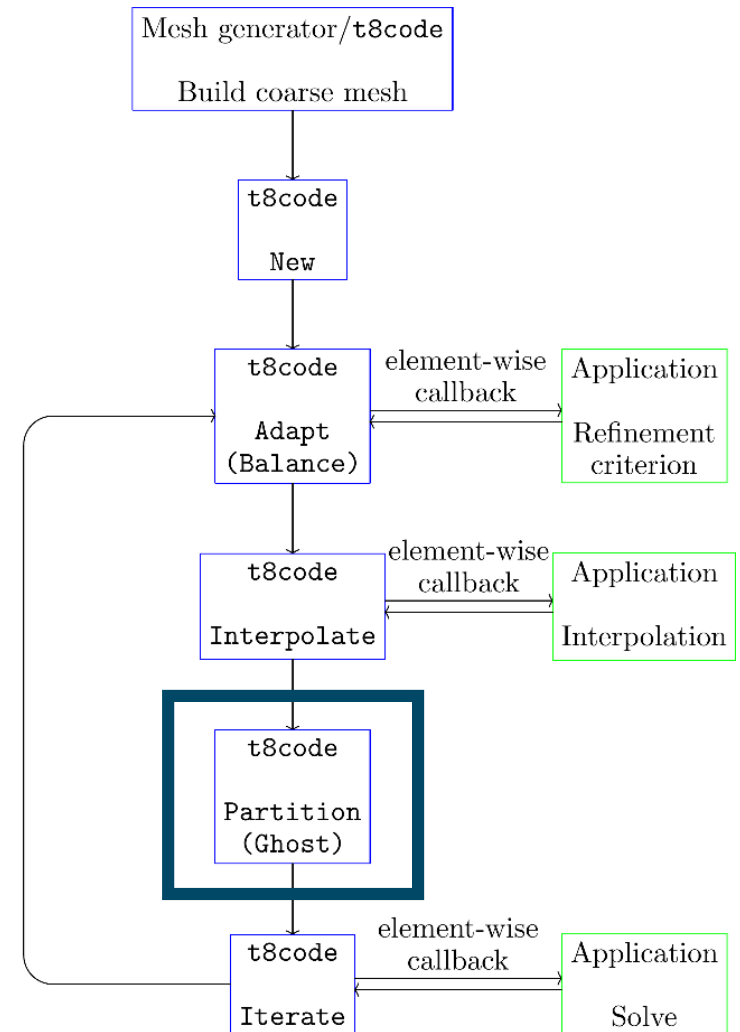 Mesh generator/t8code
Build coarse mesh
t8code
New
t8code
Adapt
(Balance)
element-wise
callback
Application
Refinement
criterion
t8code
Interpolate
element-wise
callback
Application
Interpolation
t8code
Partition
(Ghost)
t8code
Iterate
element-wise
callback
Application
Solve